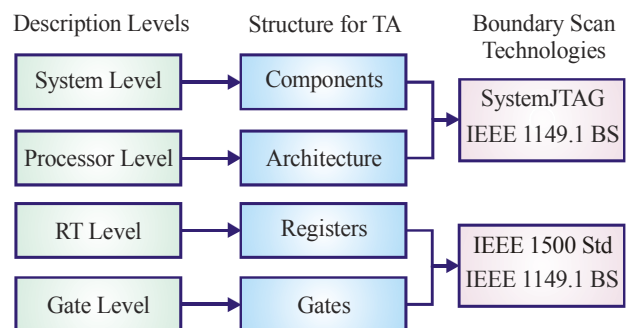 Description Levels
Structure for TA
Boundary Scan
Technologies
System Level
Components
SystemJTAG
IEEE 1149.1 BS
Processor Level
Architecture
RT Level
Registers
IEEE 1500 Std
IEEE 1149.1 BS
Gate Level
Gates